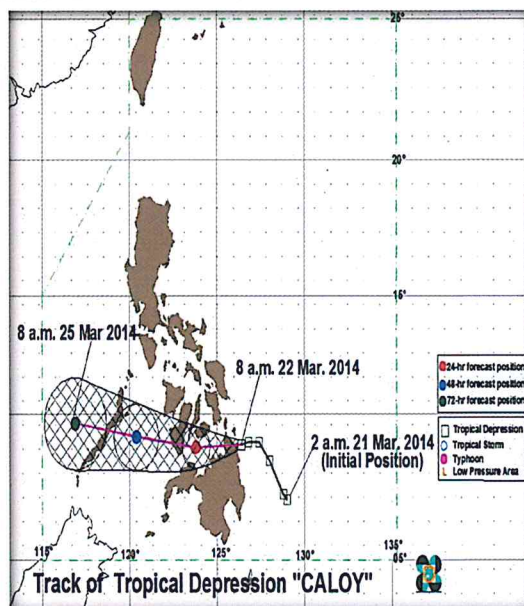 25°
20°
15°
8 a.m. 25 Mar 2014
8 a.m. 22 Mar. 2014
24-hr forecast position
48-hr forecast position
72-hr forecast position
2 a.m. 21 Mar. 2014
(Initial Position)
Tropical Depression
Tropical Storm
Typhoon
L Low Pressure Area
115
120°
125°
130°
135°
05°
Track of Tropical Depression "CALOY"